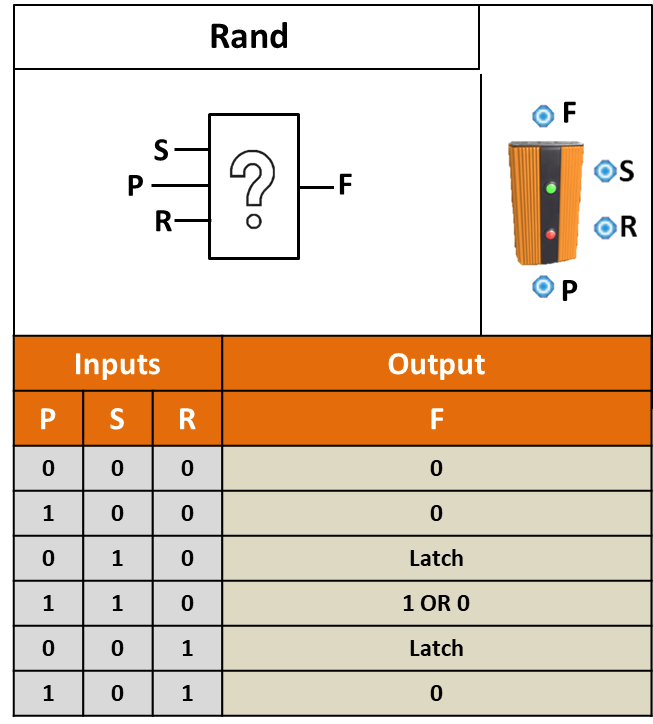 Rand
S
P
R
?
F
F
S
R
P
Inputs Output
P S R F
0 0 0 0
1 0 0 0
0 1 0 Latch
1 1 0 1 OR 0
0 0 1 Latch
1 0 1 0